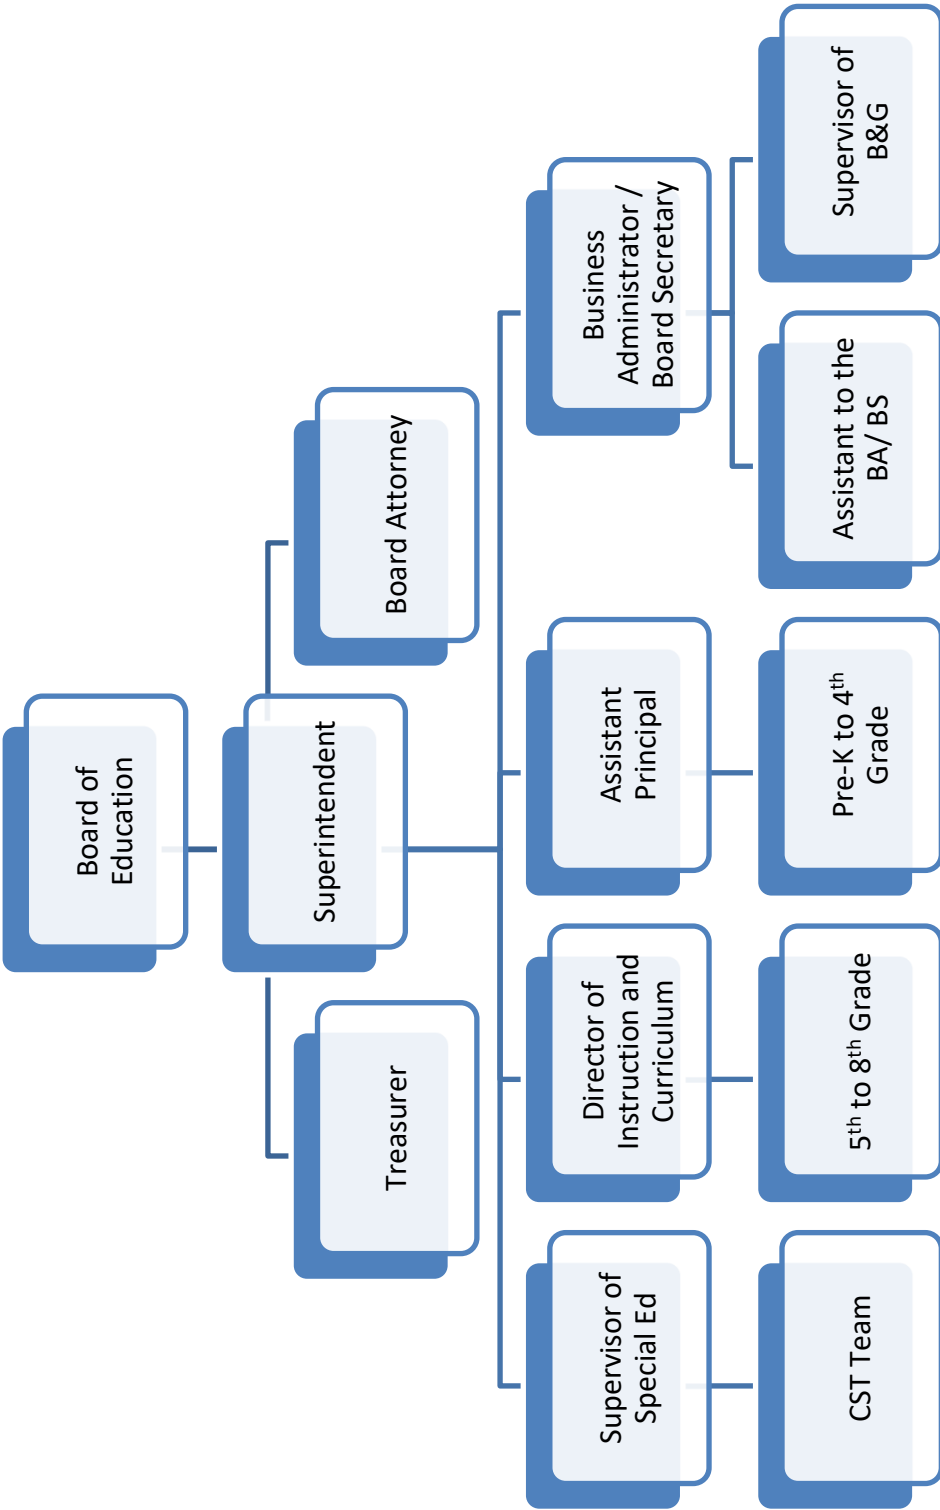 Board of
Education
Superintendent
Treasurer
Board Attorney
Supervisor of
Special Ed
Director of
Instruction and
Curriculum
Assistant
Principal
Business
Administrator /
Board Secretary
CST Team
5th to 8th Grade
Pre-K to 4th
Grade
Assistant to the
BA/ BS
Supervisor of
B&G